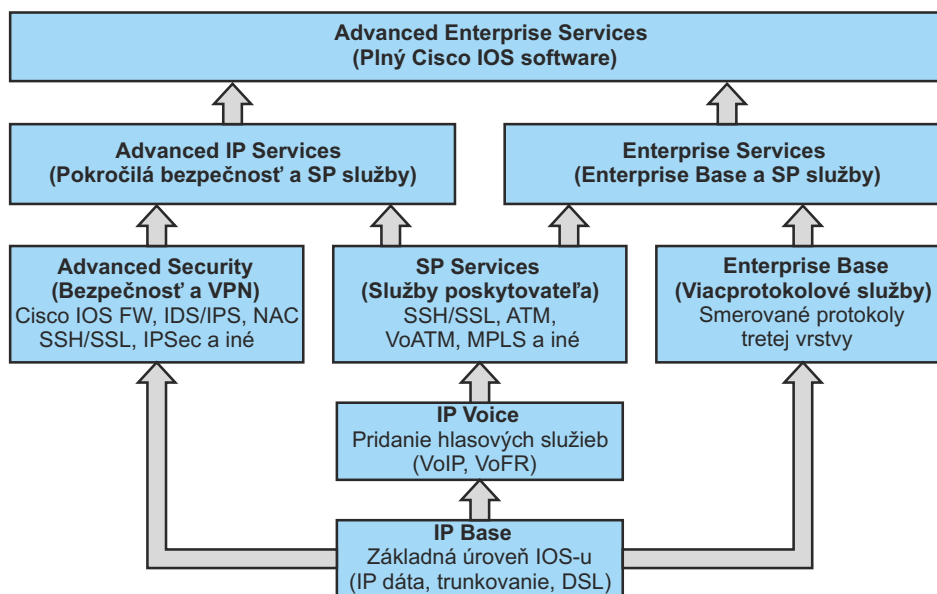 Advanced Enterprise Services
(Plný Cisco IOS software)
Advanced IP Services
(Pokročilá bezpečnosť a SP služby)
Enterprise Services
(Enterprise Base a SP služby)
Advanced Security
(Bezpečnosť a VPN)
Cisco IOS FW, IDS/IPS, NAC
SSH/SSL, IPSec a iné
SP Services
(Služby poskytovateľa)
SSH/SSL, ATM,
VoATM, MPLS a iné
Enterprise Base
(Viacprotokolové služby)
Smerované protokoly
tretej vrstvy
IP Voice
Pridanie hlasových služieb
(VoIP, VoFR)
IP Base
Základná úroveň IOS-u
(IP dáta, trunkovanie, DSL)